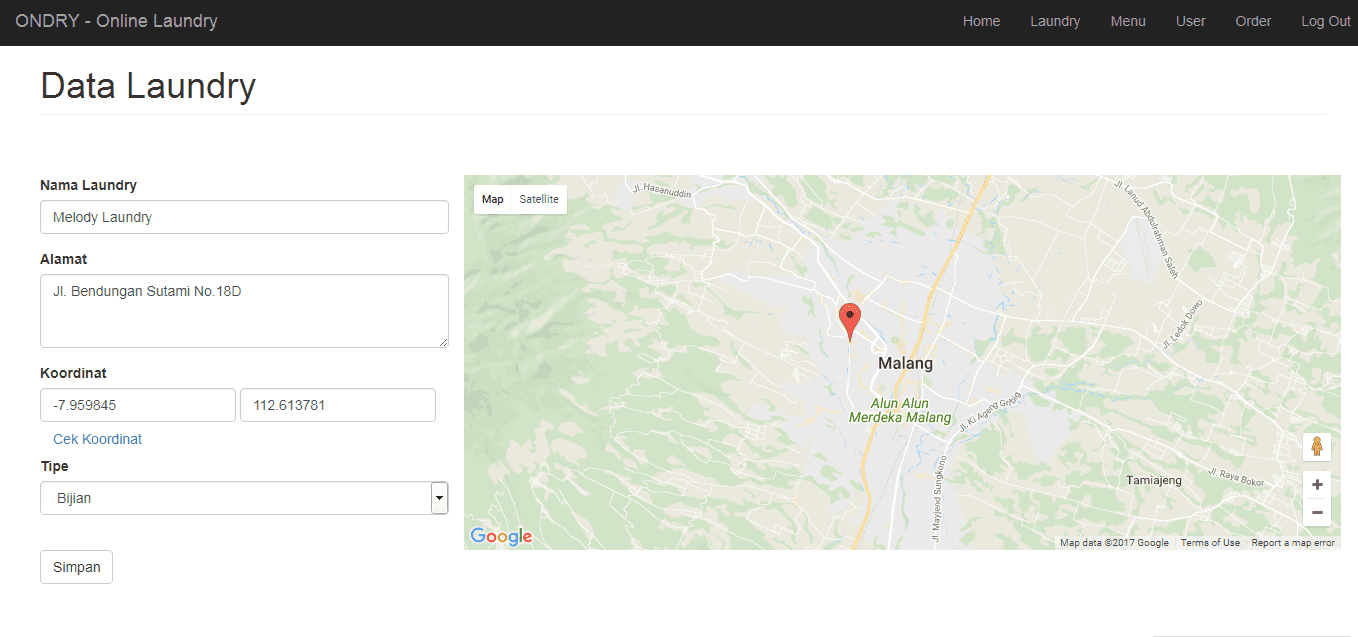 ONDRY - Online Laundry
Home Laundry Menu User Order Log Out
Data Laundry
Nama Laundry
Melody Laundry
Alamat
Jl. Bendungan Sutami No.18D
Koordinat
-7.959845 112.613781
Cek Koordinat
Tipe
Bijian
Simpan
Map Satellite
Jl. Hasanuddin
Jl. Lanud Abdulrahman Saleh
Jl. Ledok Dowo
Malang
Alun Alun
Merdeka Malang
Jl. Ki Ageng Gribig
Jl. Mayjend Sungkono
Tamiajeng
Jl. Raya Bokor
Google
Map data ©2017 Google Terms of Use Report a map error